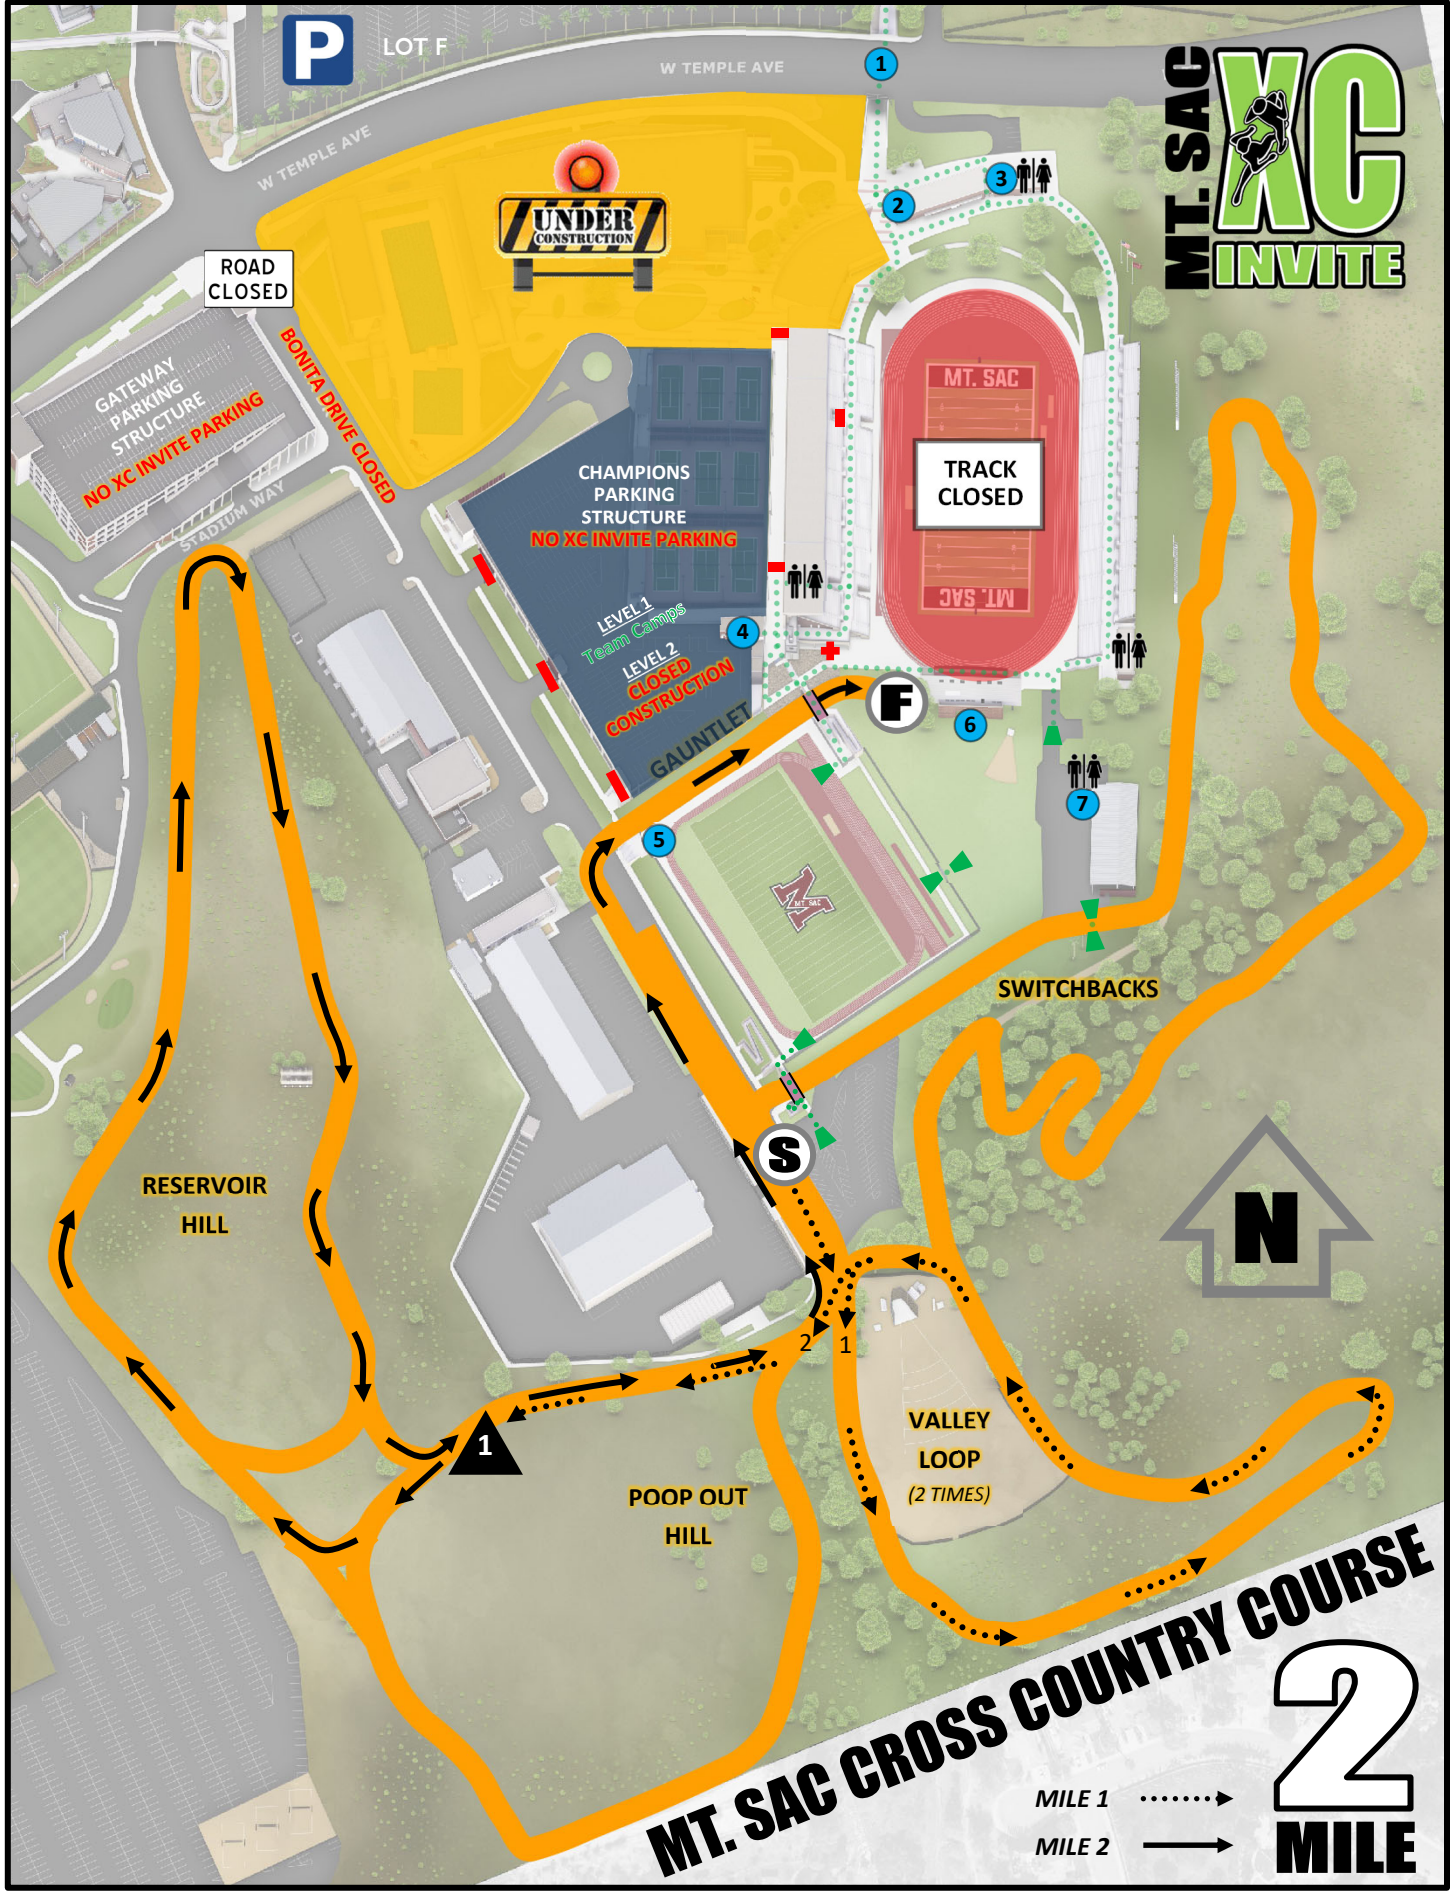 P
LOT F
W TEMPLE AVE
1
MT. SAC
XC
INVITE
W TEMPLE AVE
UNDER
CONSTRUCTION
2
3
ROAD
CLOSED
BONITA DRIVE CLOSED
GATEWAY
PARKING
STRUCTURE
NO XC INVITE PARKING
STADIUM WAY
MT. SAC
TRACK
CLOSED
MT. SAC
CHAMPIONS
PARKING
STRUCTURE
NO XC INVITE PARKING
LEVEL 1
Team Camps
LEVEL 2
CLOSED
CONSTRUCTION
4
GAUNTLET
F
6
7
5
M
MT. SAC
SWITCHBACKS
S
N
RESERVOIR
HILL
2
1
1
VALLEY
LOOP
(2 TIMES)
POOP OUT
HILL
MT. SAC CROSS COUNTRY COURSE
2
MILE
MILE 1
MILE 2